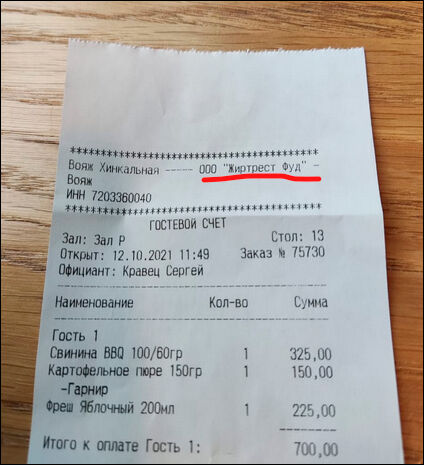 ************************************
Вояж Хинкальная ----- ООО "Жиртрест Фуд" -
Вояж
ИНН 7203360040
************************************
ГОСТЕВОЙ СЧЕТ
Зал: Зал Р Стол: 13
Открыт: 12.10.2021 11:49 Заказ № 75730
Официант: Кравец Сергей
Наименование Кол-во Сумма
Гость 1
Свинина BBQ 100/60гр 1 325,00
Картофельное пюре 150гр 1 150,00
-Гарнир
Фреш Яблочный 200мл 1 225,00
Итого к оплате Гость 1: 700,00